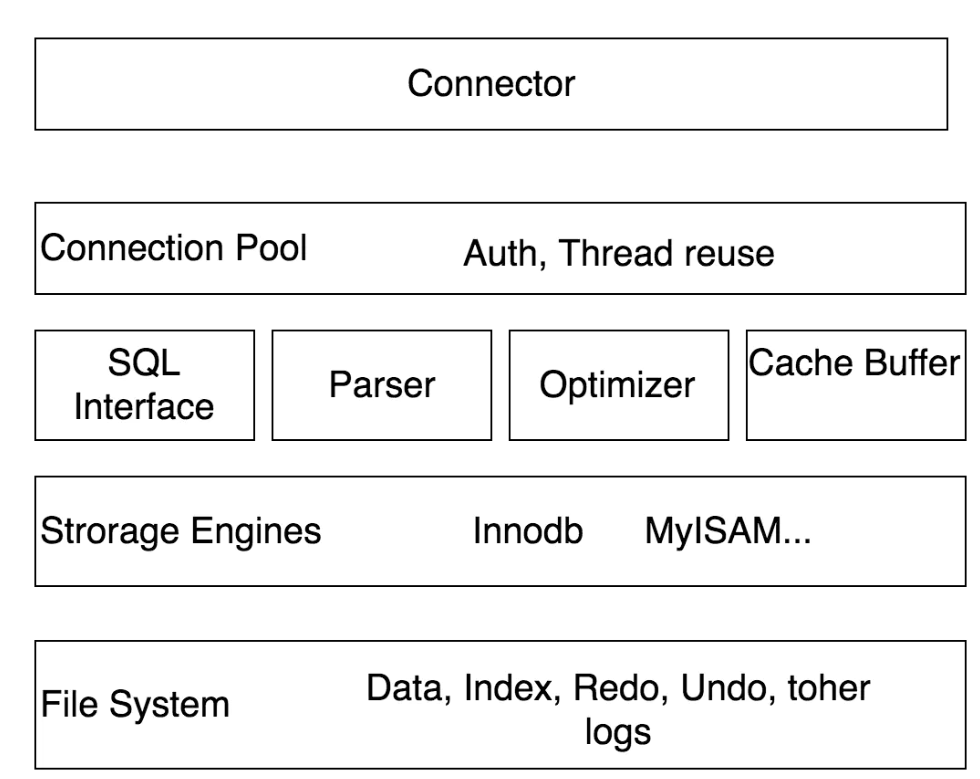 Connector
Connection Pool
Auth, Thread reuse
SQL
Interface
Parser
Optimizer
Cache Buffer
Strorage Engines
Innodb
MyISAM...
File System
Data, Index, Redo, Undo, toher
logs